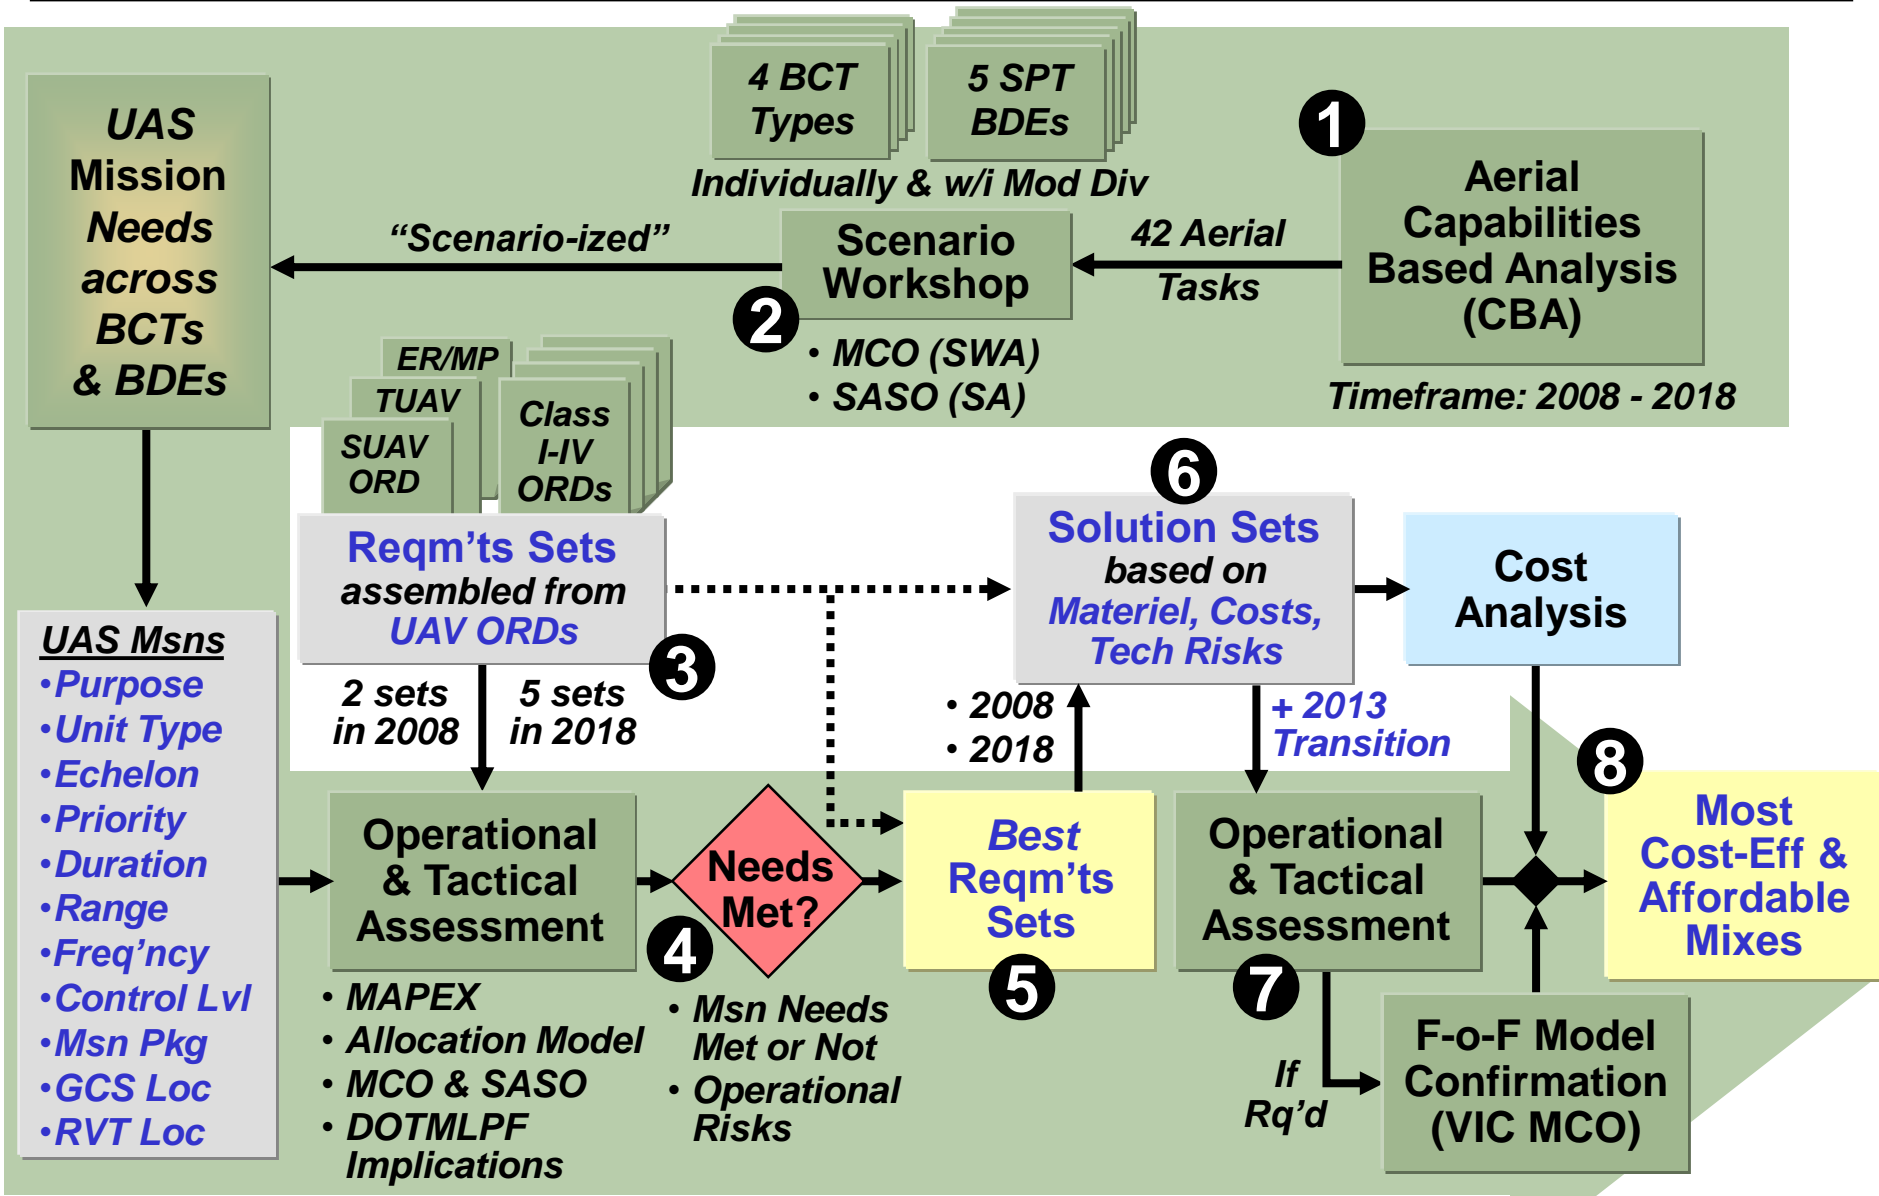 4 BCT
Types
5 SPT
BDEs
Individually & w/i Mod Div
1
Aerial
Capabilities
Based Analysis
(CBA)
Timeframe: 2008 - 2018
42 Aerial
Tasks
Scenario
Workshop
2
• MCO (SWA)
• SASO (SA)
“Scenario-ized”
UAS
Mission
Needs
across
BCTs
& BDEs
ER/MP
TUAV
SUAV
ORD
Class
I-IV
ORDs
Reqm’ts Sets
assembled from
UAV ORDs
3
2 sets
in 2008
5 sets
in 2018
UAS Msns
•Purpose
•Unit Type
•Echelon
•Priority
•Duration
•Range
•Freq’ncy
•Control Lvl
•Msn Pkg
•GCS Loc
•RVT Loc
Operational
& Tactical
Assessment
• MAPEX
• Allocation Model
• MCO & SASO
• DOTMLPF
Implications
Needs
Met?
4
• Msn Needs
Met or Not
• Operational
Risks
Best
Reqm’ts
Sets
5
• 2008
• 2018
6
Solution Sets
based on
Materiel, Costs,
Tech Risks
+ 2013
Transition
Cost
Analysis
Operational
& Tactical
Assessment
7
If
Rq’d
F-o-F Model
Confirmation
(VIC MCO)
8
Most
Cost-Eff &
Affordable
Mixes